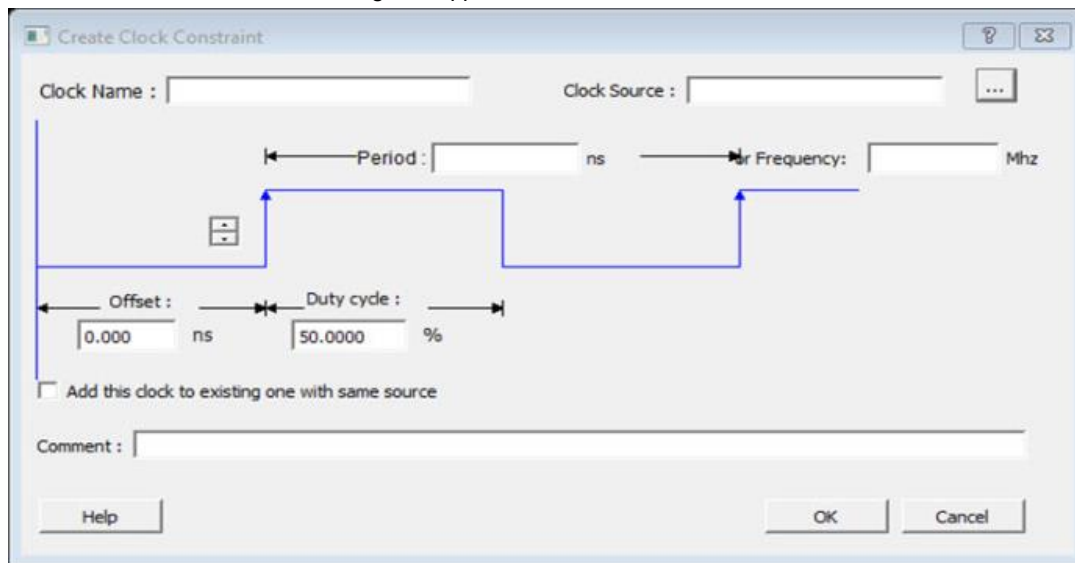 Create Clock Constraint
Clock Name : Clock Source : ...
Period : ns or Frequency: Mhz
Offset : Duty cycle :
0.000 ns 50.0000 %
Add this clock to existing one with same source
Comment :
Help OK Cancel